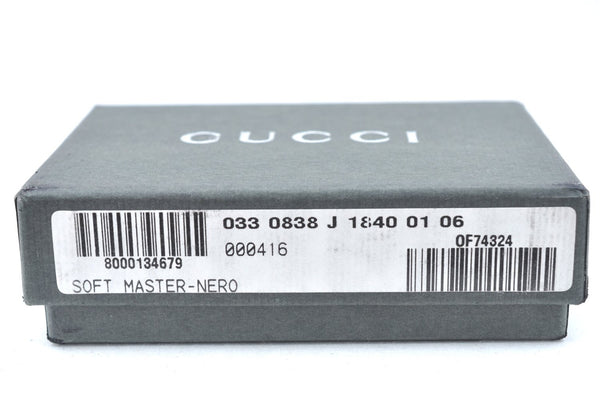 GUCCI
033 0838 J 1840 01 06
8000134679
000416
OF74324
SOFT MASTER-NERO